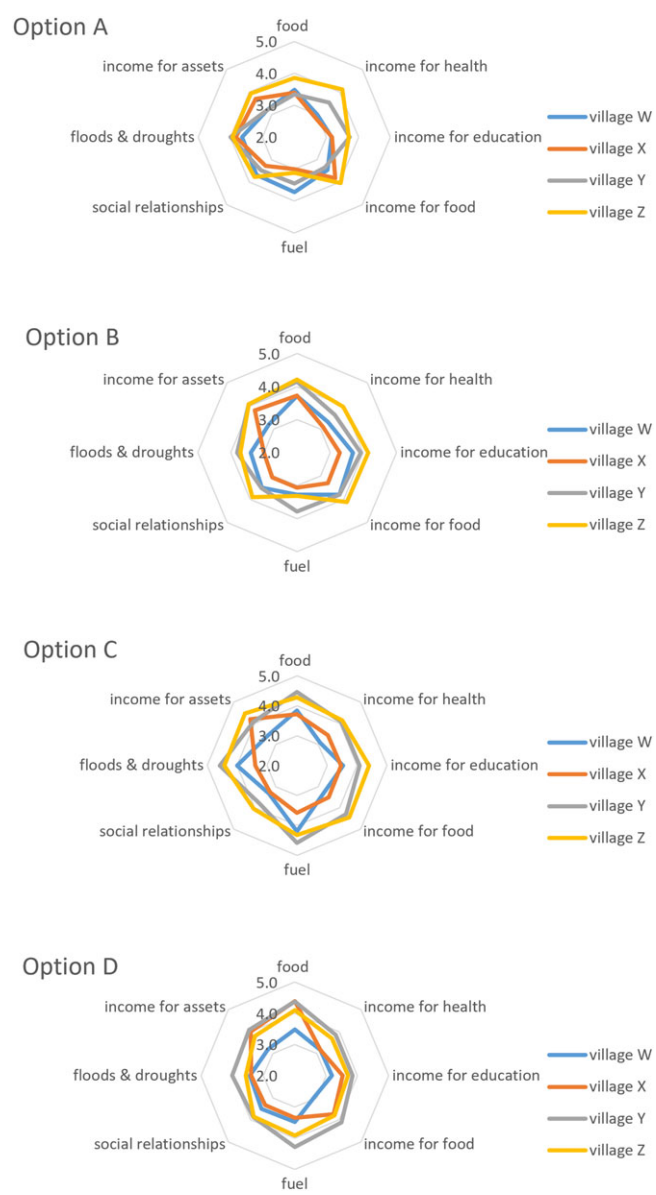 Option A
food
5.0
income for assets
income for health
4.0
3.0
floods & droughts
2.0
income for education
social relationships
income for food
fuel
village W
village X
village Y
village Z
Option B
food
5.0
income for assets
income for health
4.0
3.0
floods & droughts
2.0
income for education
social relationships
income for food
fuel
village W
village X
village Y
village Z
Option C
food
5.0
income for assets
income for health
4.0
3.0
floods & droughts
2.0
income for education
social relationships
income for food
fuel
village W
village X
village Y
village Z
Option D
food
5.0
income for assets
income for health
4.0
3.0
floods & droughts
2.0
income for education
social relationships
income for food
fuel
village W
village X
village Y
village Z